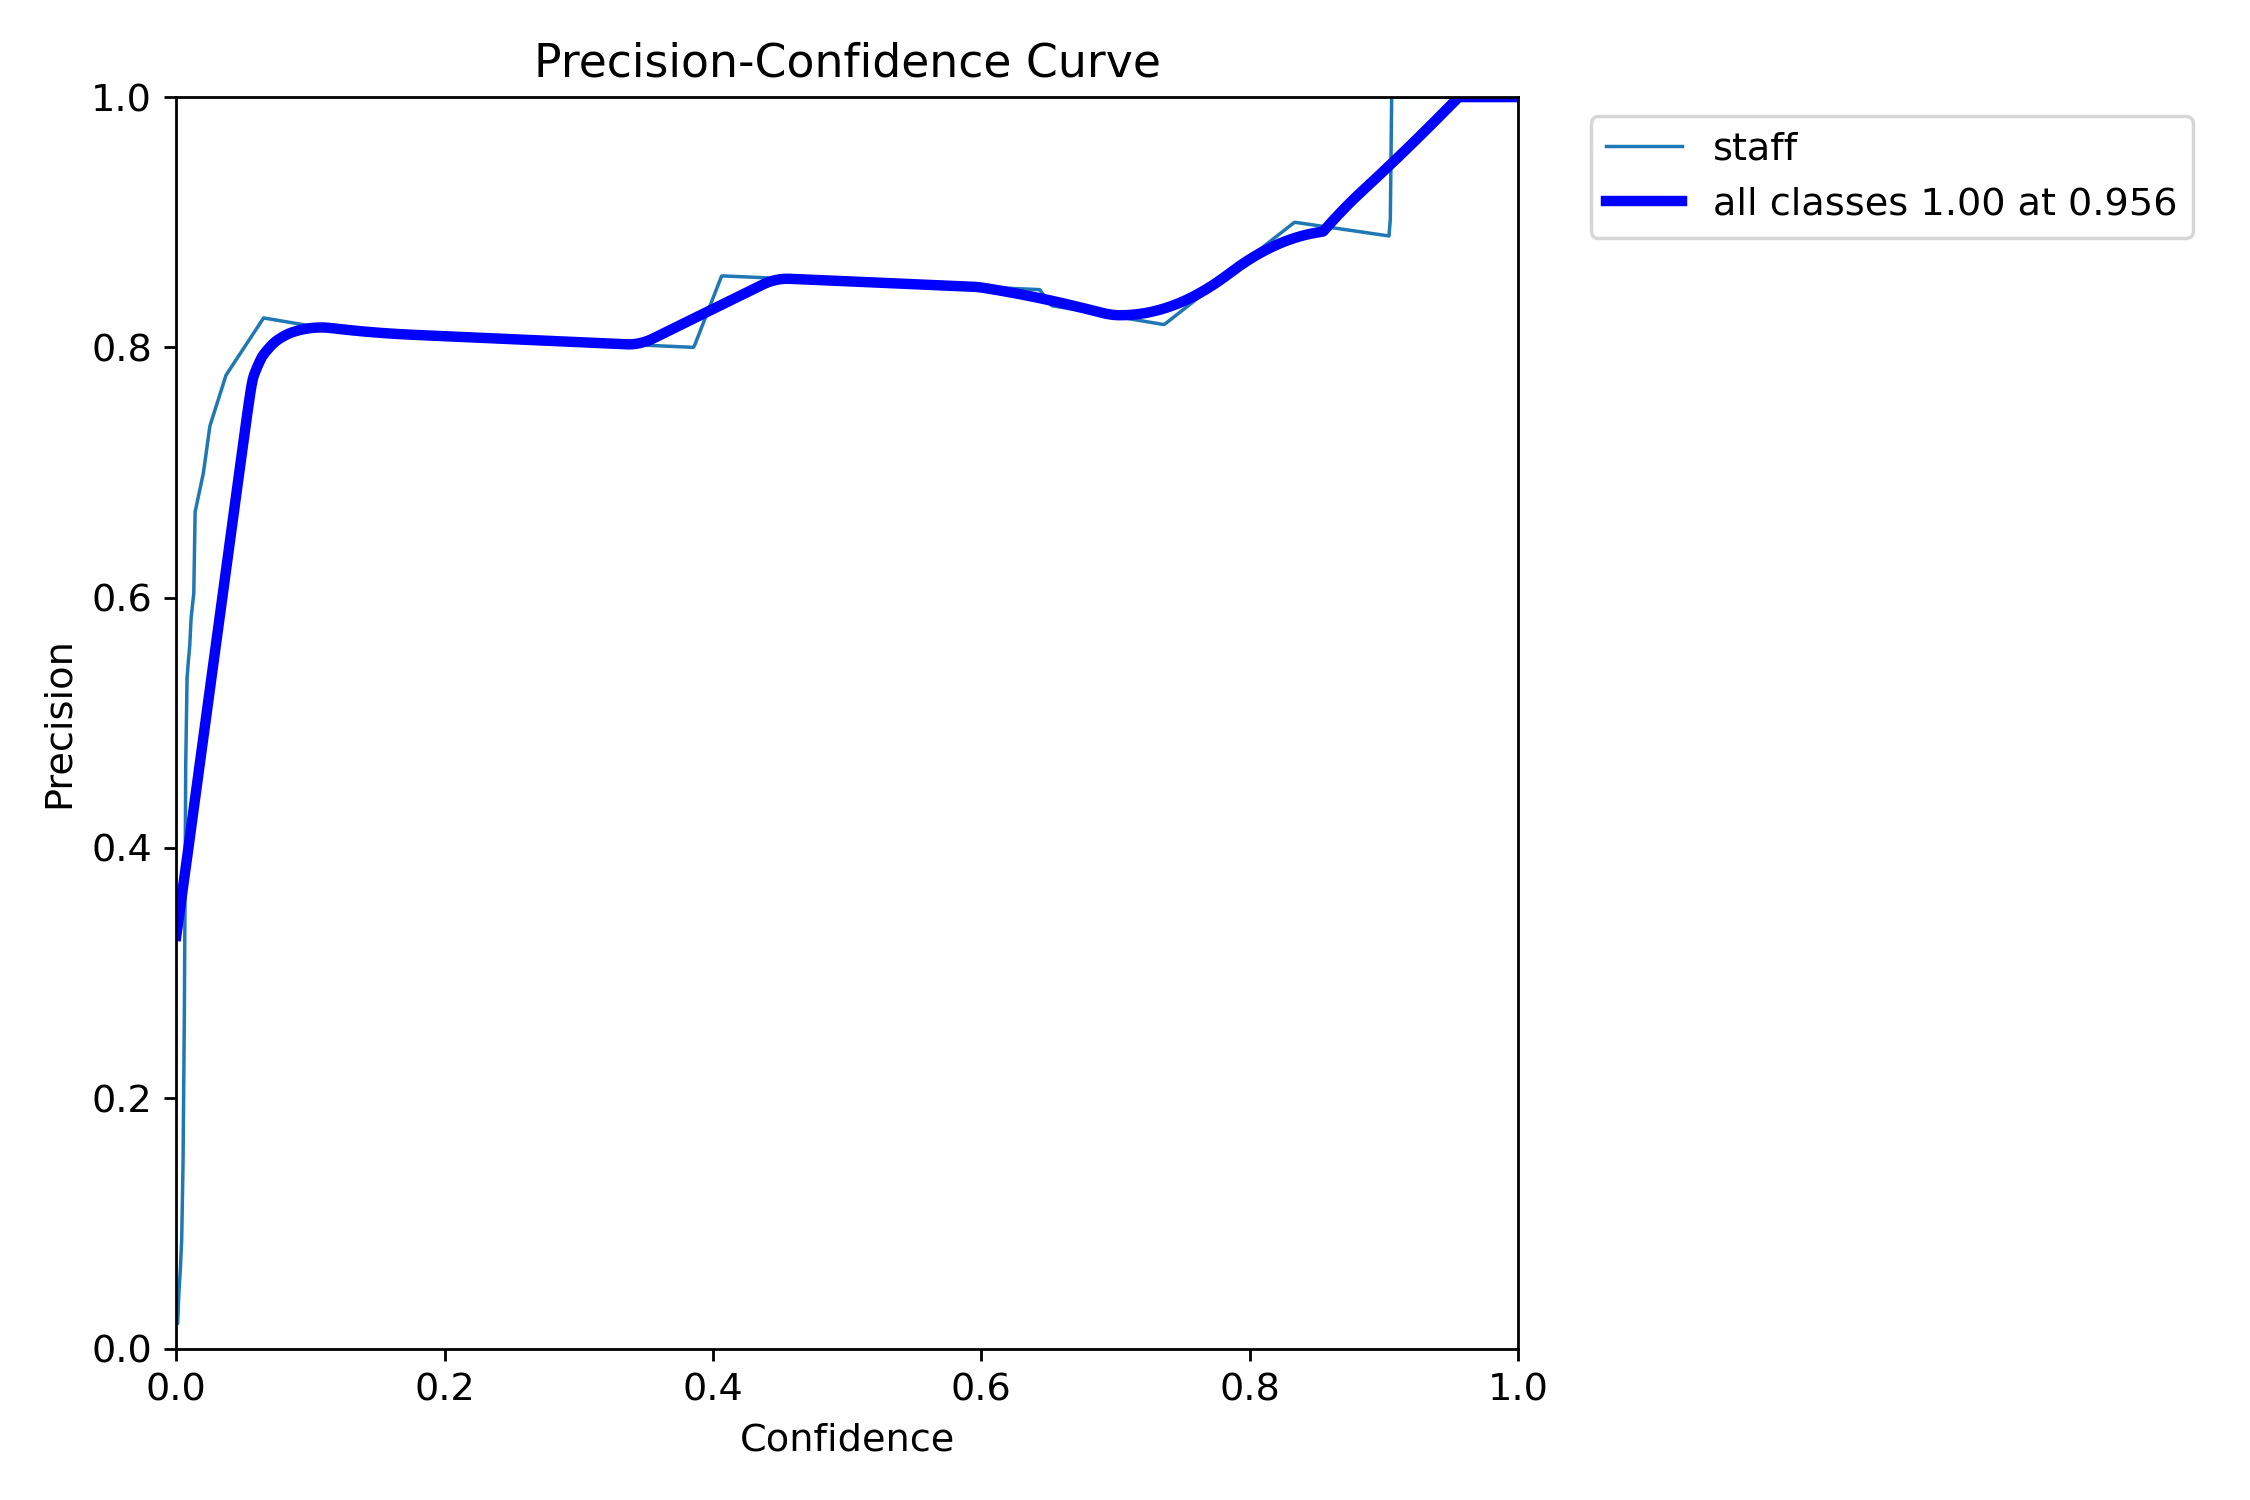 Precision-Confidence Curve
1.0
0.8
0.6
0.4
0.2
0.0
Precision
0.0 0.2 0.4 0.6 0.8 1.0
Confidence
staff
all classes 1.00 at 0.956